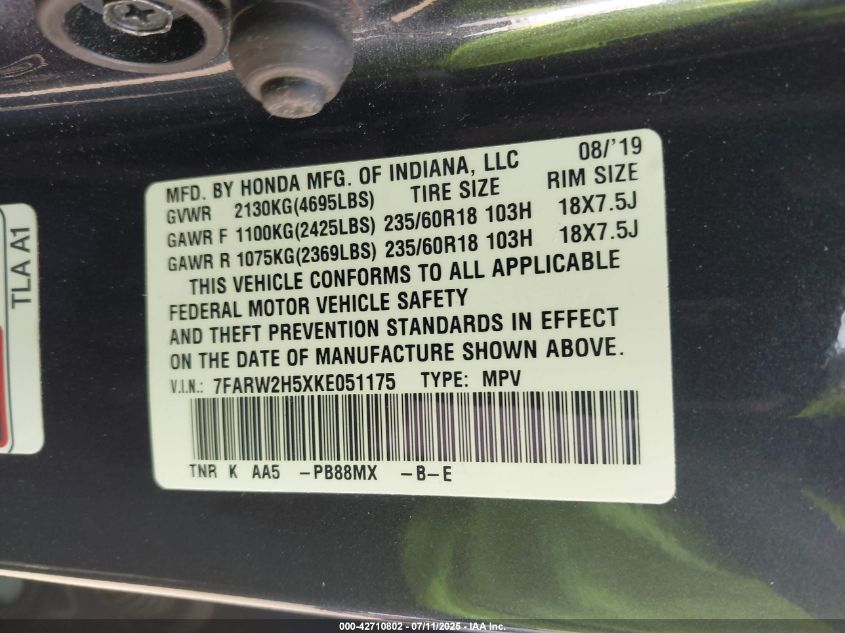 MFD. BY HONDA MFG. OF INDIANA, LLC 08/'19
GVWR 2130KG(4695LBS) TIRE SIZE RIM SIZE
GAWR F 1100KG(2425LBS) 235/60R18 103H 18X7.5J
GAWR R 1075KG(2369LBS) 235/60R18 103H 18X7.5J
THIS VEHICLE CONFORMS TO ALL APPLICABLE
FEDERAL MOTOR VEHICLE SAFETY
AND THEFT PREVENTION STANDARDS IN EFFECT
ON THE DATE OF MANUFACTURE SHOWN ABOVE.
V.I.N.: 7FARW2H5XKE051175 TYPE: MPV
TNR K AA5 -PB88MX -B-E
TLA A1
000-42710802 - 07/11/2025 - IAA, Inc.